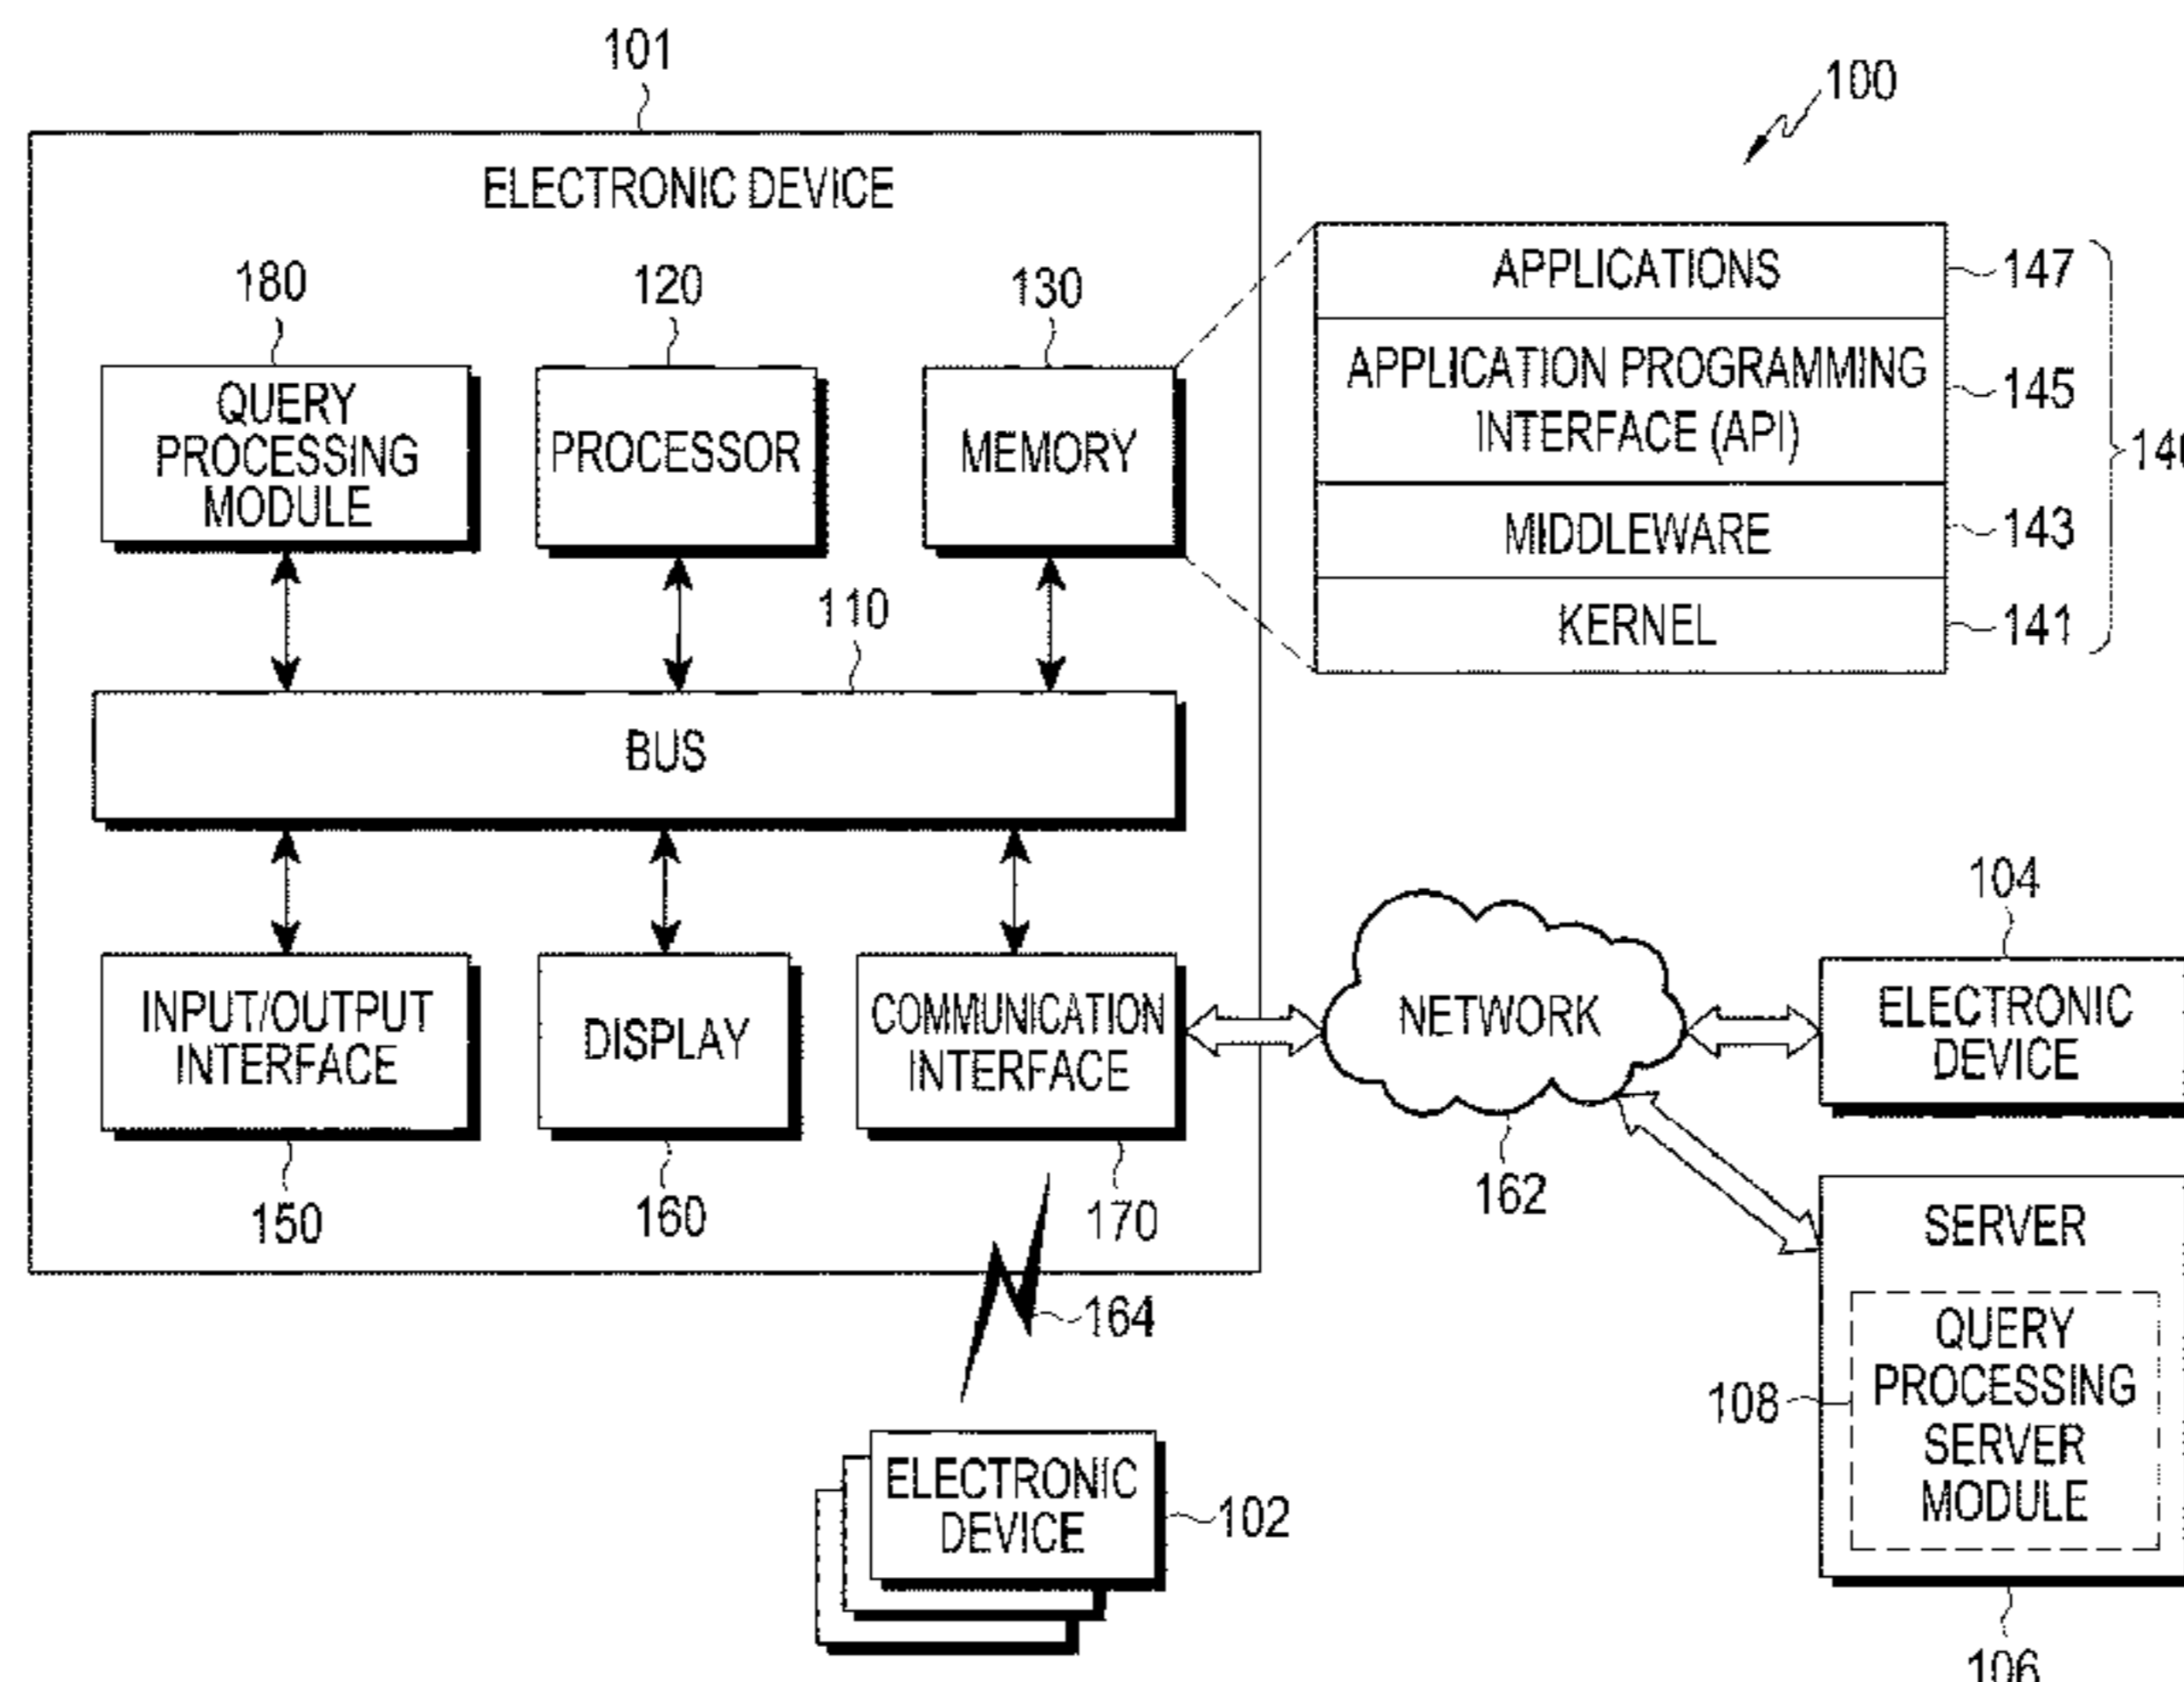 101
100
ELECTRONIC DEVICE
180
120
130
QUERY
PROCESSING
MODULE
PROCESSOR
MEMORY
APPLICATIONS
147
APPLICATION PROGRAMMING
INTERFACE (API)
145
MIDDLEWARE
143
KERNEL
141
110
BUS
INPUT/OUTPUT
INTERFACE
DISPLAY
COMMUNICATION
INTERFACE
150
160
170
NETWORK
162
104
ELECTRONIC
DEVICE
SERVER
108
QUERY
PROCESSING
SERVER
MODULE
106
164
ELECTRONIC
DEVICE
102